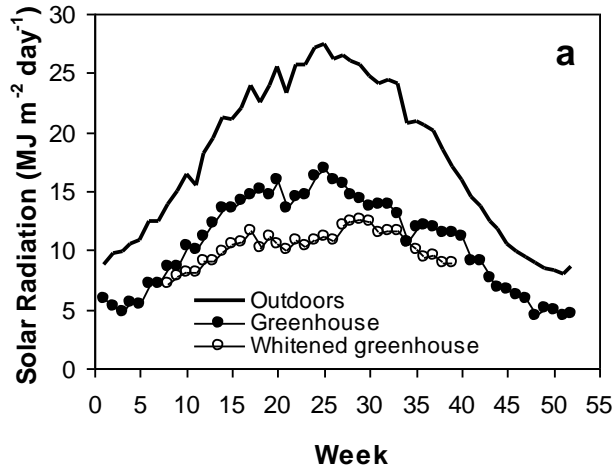 30
25
20
15
10
5
0
Solar Radiation (MJ m-2 day-1)
a
Outdoors
Greenhouse
Whitened greenhouse
0 5 10 15 20 25 30 35 40 45 50 55
Week